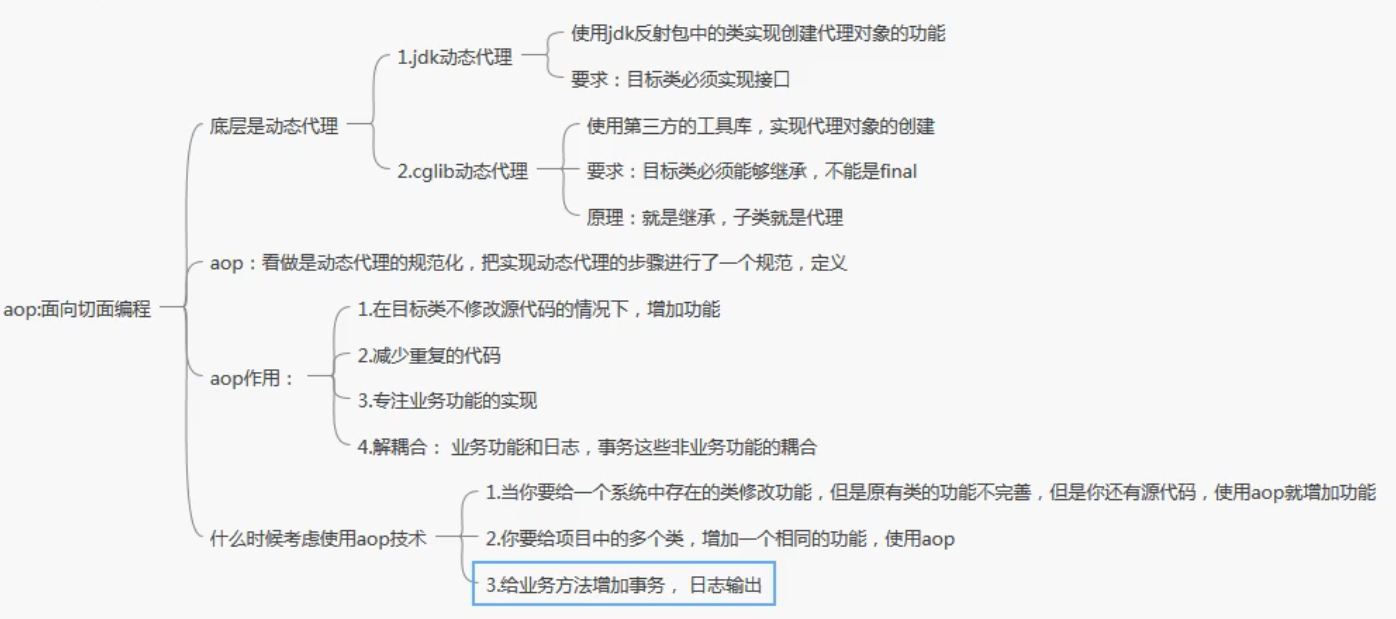 使用jdk反射包中的类实现创建代理对象的功能
1.jdk动态代理
要求：目标类必须实现接口
底层是动态代理
使用第三方的工具库，实现代理对象的创建
2.cglib动态代理
要求：目标类必须能够继承，不能是final
原理：就是继承，子类就是代理
aop：看做是动态代理的规范化，把实现动态代理的步骤进行了一个规范，定义
aop:面向切面编程
1.在目标类不修改源代码的情况下，增加功能
2.减少重复的代码
aop作用：
3.专注业务功能的实现
4.解耦合： 业务功能和日志，事务这些非业务功能的耦合
1.当你要给一个系统中存在的类修改功能，但是原有类的功能不完善，但是你还有源代码，使用aop就增加功能
什么时候考虑使用aop技术
2.你要给项目中的多个类，增加一个相同的功能，使用aop
3.给业务方法增加事务， 日志输出